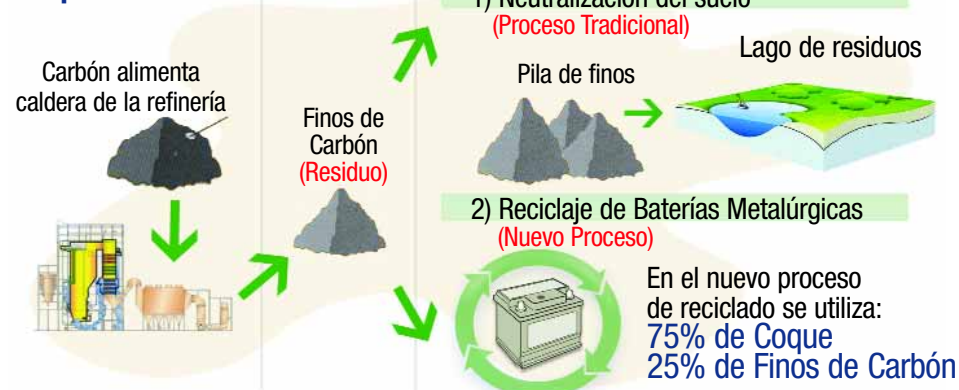 1) Neutralización del suelo
(Proceso Tradicional)
Carbón alimenta
caldera de la refinería
Finos de
Carbón
(Residuo)
Pila de finos
Lago de residuos
2) Reciclaje de Baterías Metalúrgicas
(Nuevo Proceso)
En el nuevo proceso
de reciclado se utiliza:
75% de Coque
25% de Finos de Carbón